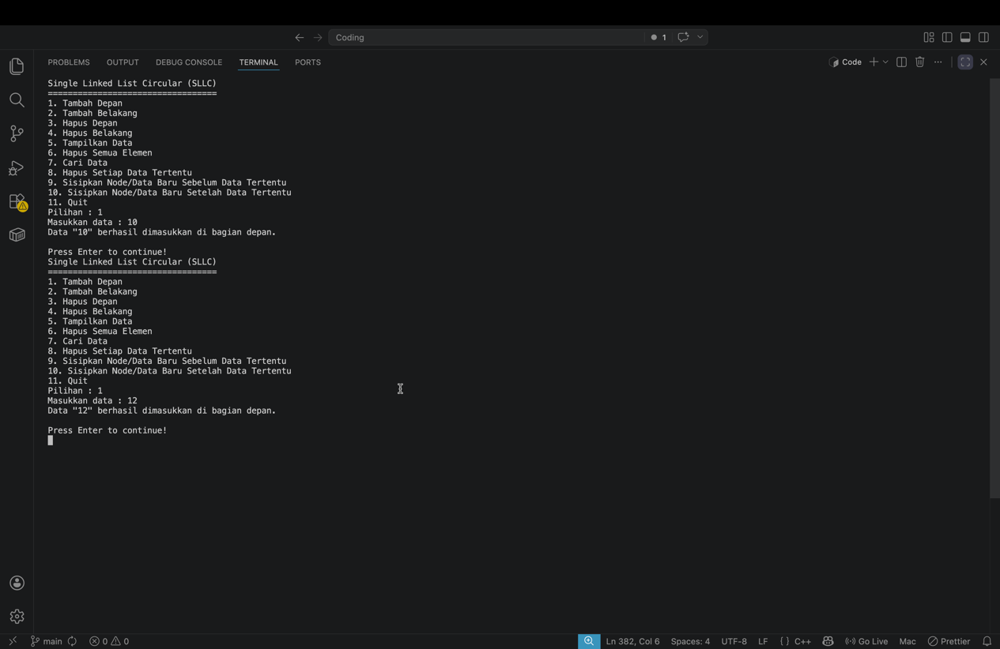 Coding
1
PROBLEMS OUTPUT DEBUG CONSOLE TERMINAL PORTS
Code
Single Linked List Circular (SLLC)
==================================
1. Tambah Depan
2. Tambah Belakang
3. Hapus Depan
4. Hapus Belakang
5. Tampilkan Data
6. Hapus Semua Elemen
7. Cari Data
8. Hapus Setiap Data Tertentu
9. Sisipkan Node/Data Baru Sebelum Data Tertentu
10. Sisipkan Node/Data Baru Setelah Data Tertentu
11. Quit
Pilihan : 1
Masukkan data : 10
Data "10" berhasil dimasukkan di bagian depan.
Press Enter to continue!
Single Linked List Circular (SLLC)
==================================
1. Tambah Depan
2. Tambah Belakang
3. Hapus Depan
4. Hapus Belakang
5. Tampilkan Data
6. Hapus Semua Elemen
7. Cari Data
8. Hapus Setiap Data Tertentu
9. Sisipkan Node/Data Baru Sebelum Data Tertentu
10. Sisipkan Node/Data Baru Setelah Data Tertentu
11. Quit
Pilihan : 1
Masukkan data : 12
Data "12" berhasil dimasukkan di bagian depan.
Press Enter to continue!
main 0 0 Ln 382, Col 6 Spaces: 4 UTF-8 LF { } C++ Go Live Mac Prettier